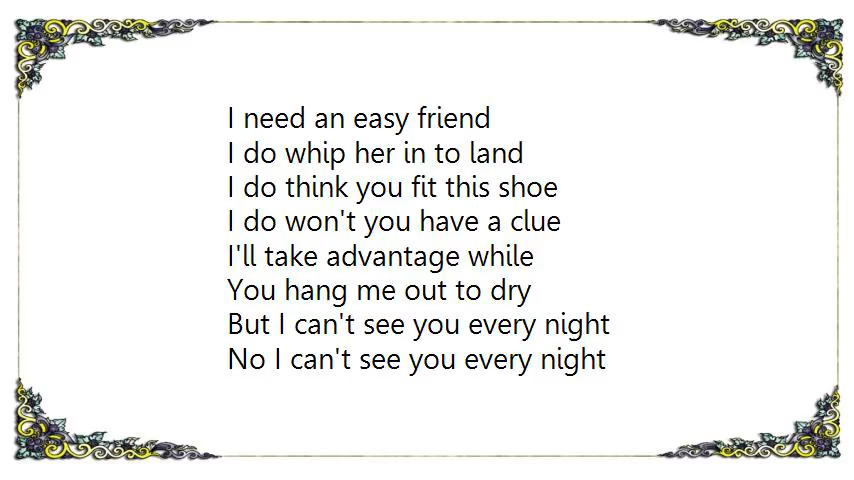 I need an easy friend
I do whip her in to land
I do think you fit this shoe
I do won't you have a clue
I'll take advantage while
You hang me out to dry
But I can't see you every night
No I can't see you every night